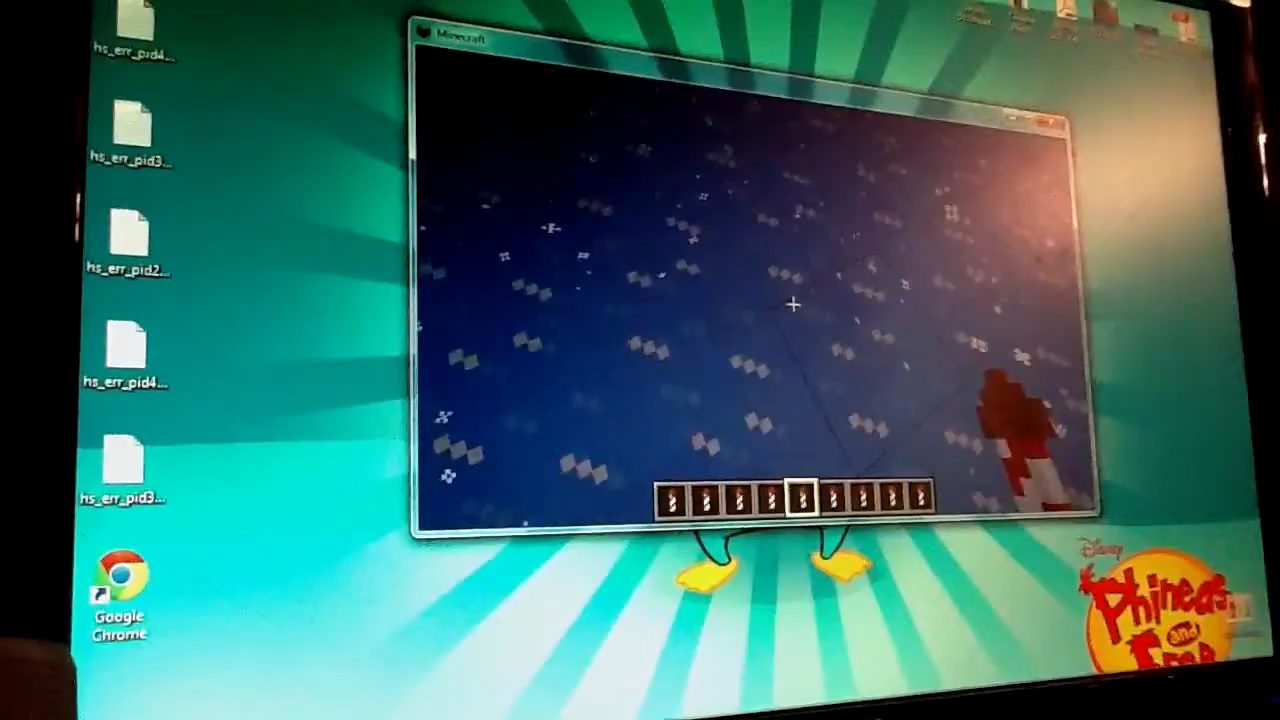 hs_err_pid4...
Minecraft
hs_err_pid3...
hs_err_pid2...
hs_err_pid4...
hs_err_pid3...
Google
Chrome
Disney
Phineas
and